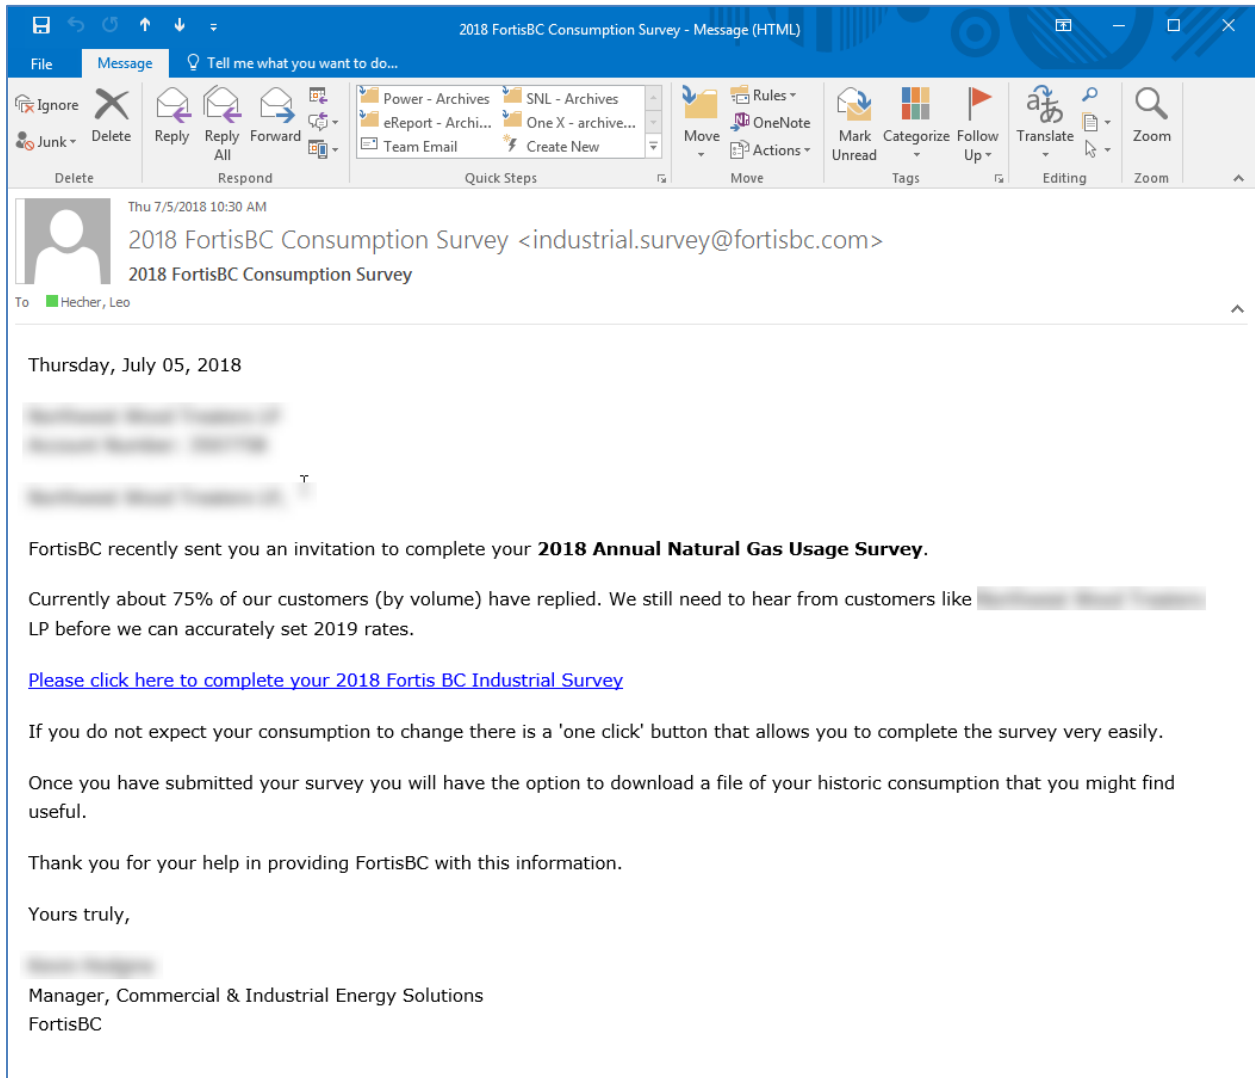 2018 FortisBC Consumption Survey - Message (HTML)
File Message Tell me what you want to do...
Ignore
Junk
Delete
Reply
Reply All
Forward
Power - Archives
eReport - Archi...
Team Email
SNL - Archives
One X - archive...
Create New
Move
Rules
OneNote
Actions
Mark Unread
Categorize
Follow Up
Translate
Zoom
Delete Respond Quick Steps Move Tags Editing Zoom
Thu 7/5/2018 10:30 AM
2018 FortisBC Consumption Survey <industrial.survey@fortisbc.com>
2018 FortisBC Consumption Survey
To Hecher, Leo
Thursday, July 05, 2018
FortisBC recently sent you an invitation to complete your 2018 Annual Natural Gas Usage Survey.
Currently about 75% of our customers (by volume) have replied. We still need to hear from customers like
LP before we can accurately set 2019 rates.
Please click here to complete your 2018 Fortis BC Industrial Survey
If you do not expect your consumption to change there is a 'one click' button that allows you to complete the survey very easily.
Once you have submitted your survey you will have the option to download a file of your historic consumption that you might find
useful.
Thank you for your help in providing FortisBC with this information.
Yours truly,
Manager, Commercial & Industrial Energy Solutions
FortisBC